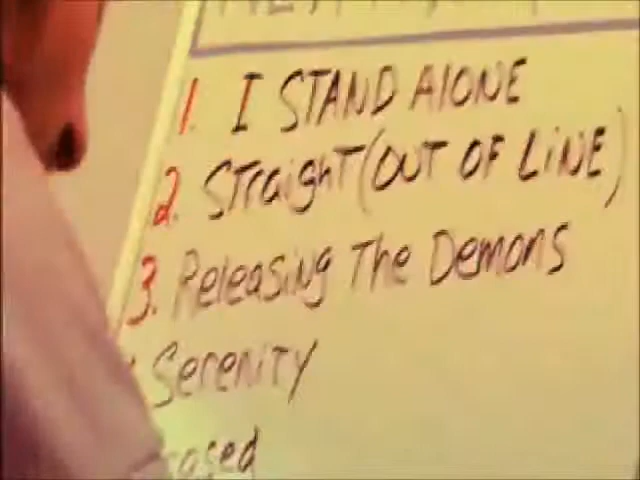 1. I STAND AlONE
2. STraighT (OUT OF LiNE)
3. Releasing The Demons
SereniTy